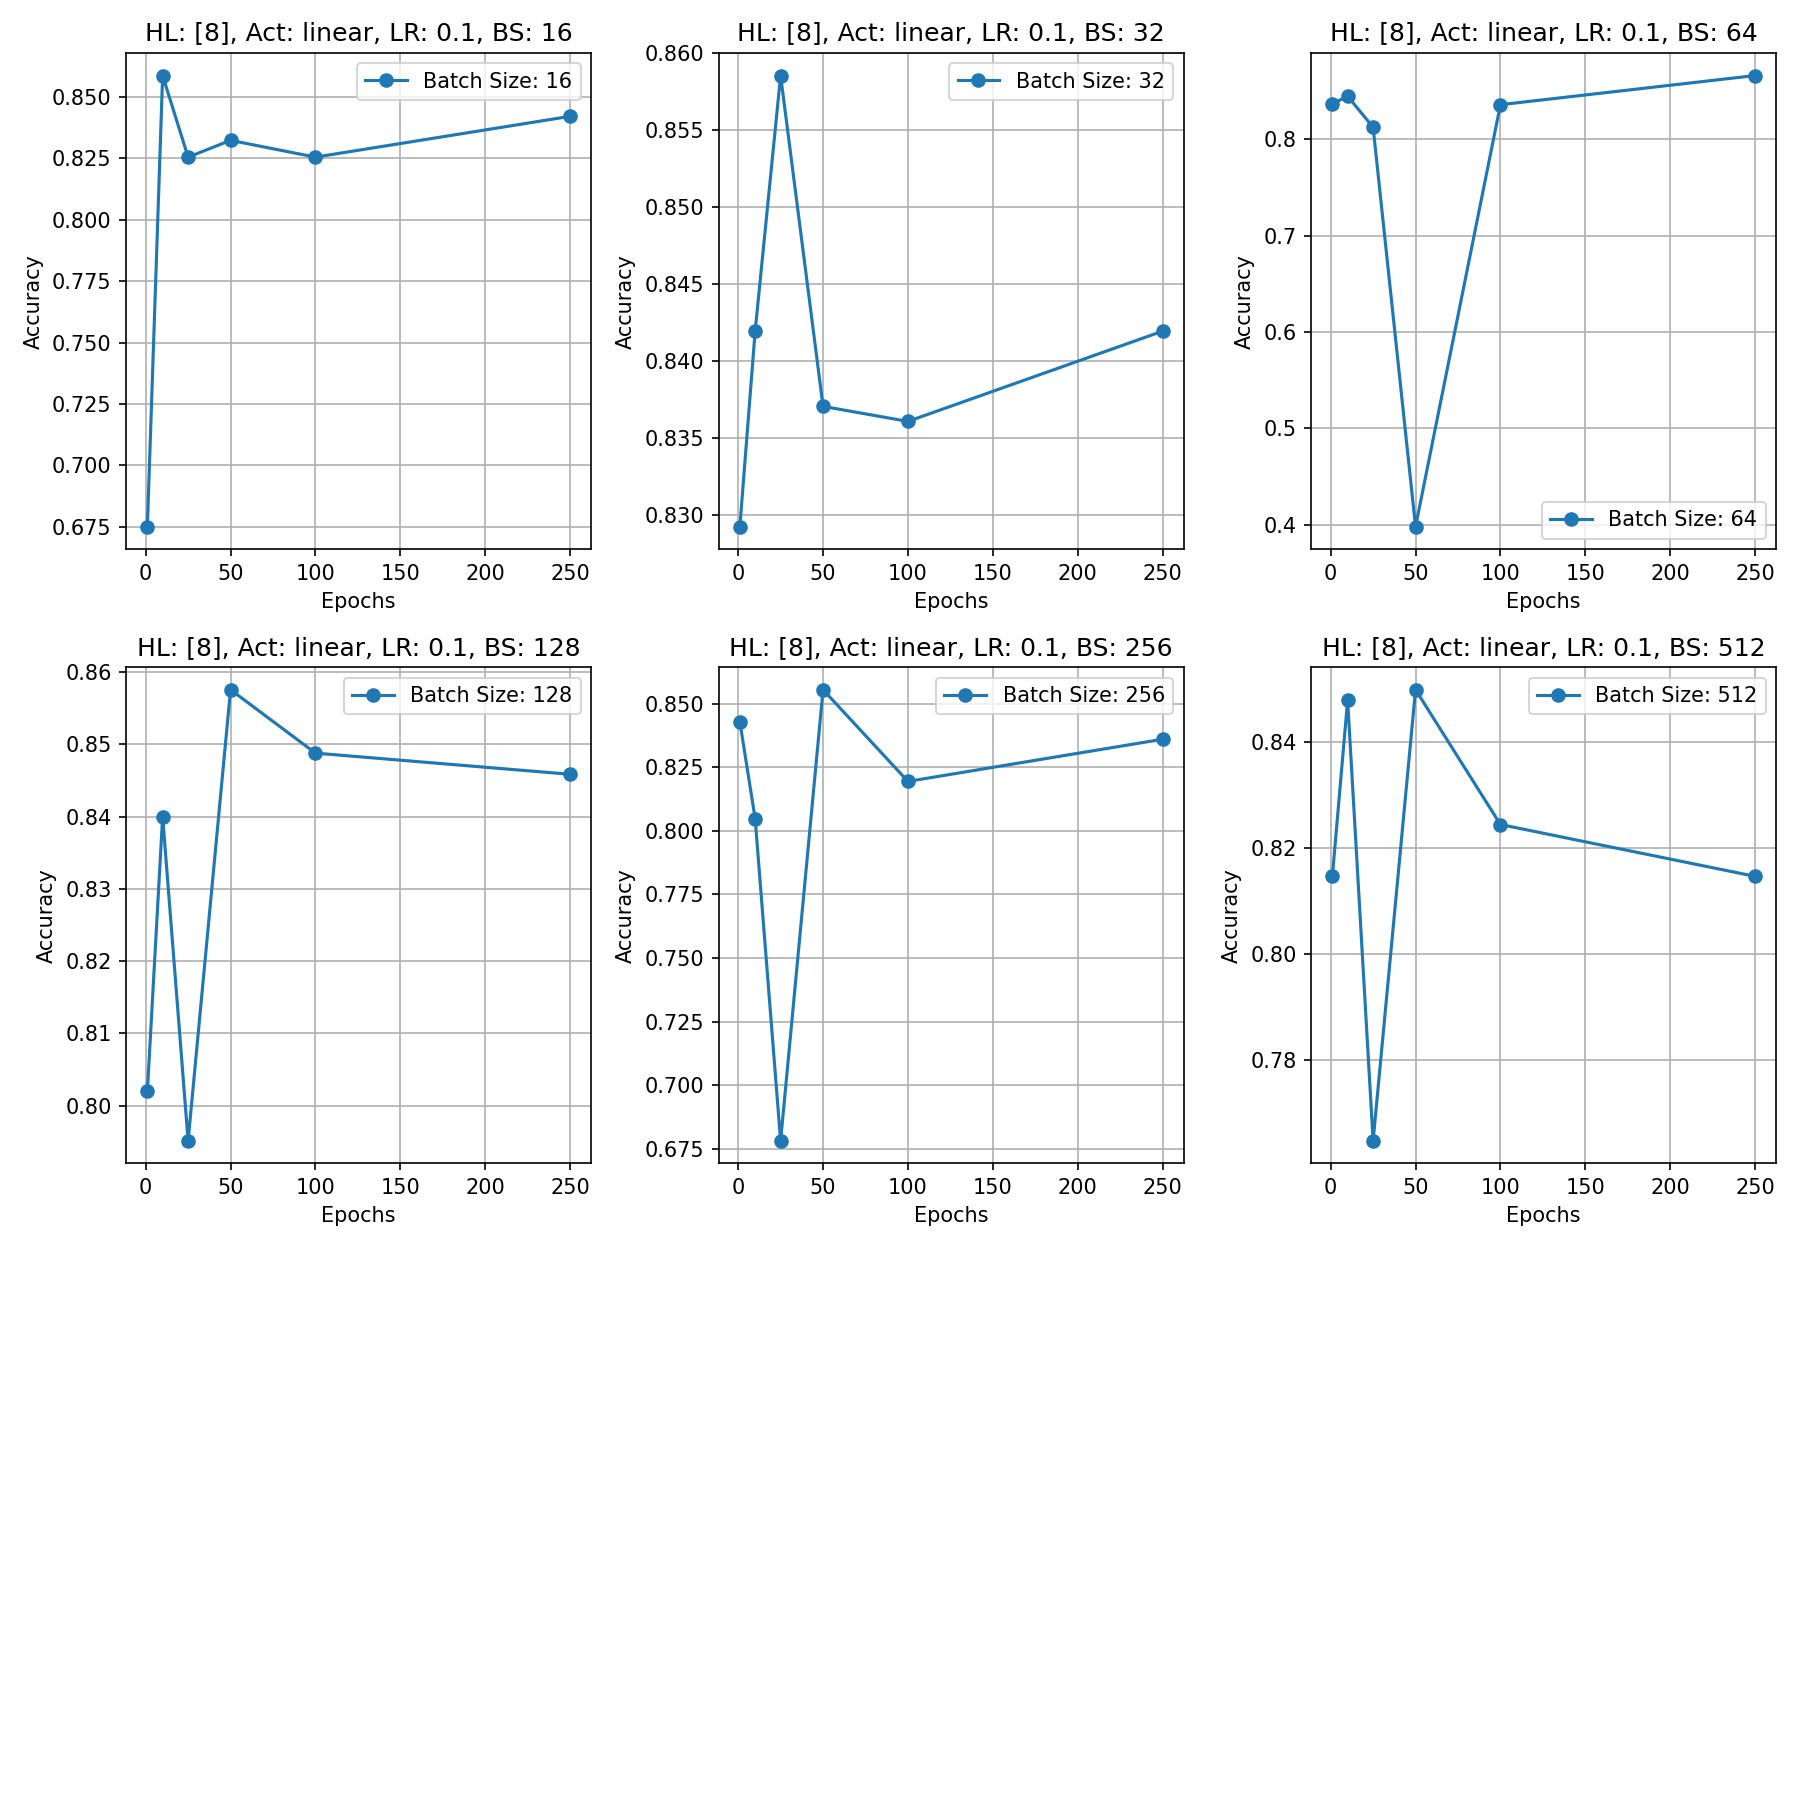 HL: [8], Act: linear, LR: 0.1, BS: 16
Batch Size: 16
0.850
0.825
0.800
0.775
0.750
0.725
0.700
0.675
Accuracy
0 50 100 150 200 250
Epochs
HL: [8], Act: linear, LR: 0.1, BS: 32
Batch Size: 32
0.860
0.855
0.850
0.845
0.840
0.835
0.830
Accuracy
0 50 100 150 200 250
Epochs
HL: [8], Act: linear, LR: 0.1, BS: 64
0.8
0.7
0.6
0.5
0.4
Accuracy
Batch Size: 64
0 50 100 150 200 250
Epochs
HL: [8], Act: linear, LR: 0.1, BS: 128
Batch Size: 128
0.86
0.85
0.84
0.83
0.82
0.81
0.80
Accuracy
0 50 100 150 200 250
Epochs
HL: [8], Act: linear, LR: 0.1, BS: 256
Batch Size: 256
0.850
0.825
0.800
0.775
0.750
0.725
0.700
0.675
Accuracy
0 50 100 150 200 250
Epochs
HL: [8], Act: linear, LR: 0.1, BS: 512
Batch Size: 512
0.84
0.82
0.80
0.78
Accuracy
0 50 100 150 200 250
Epochs